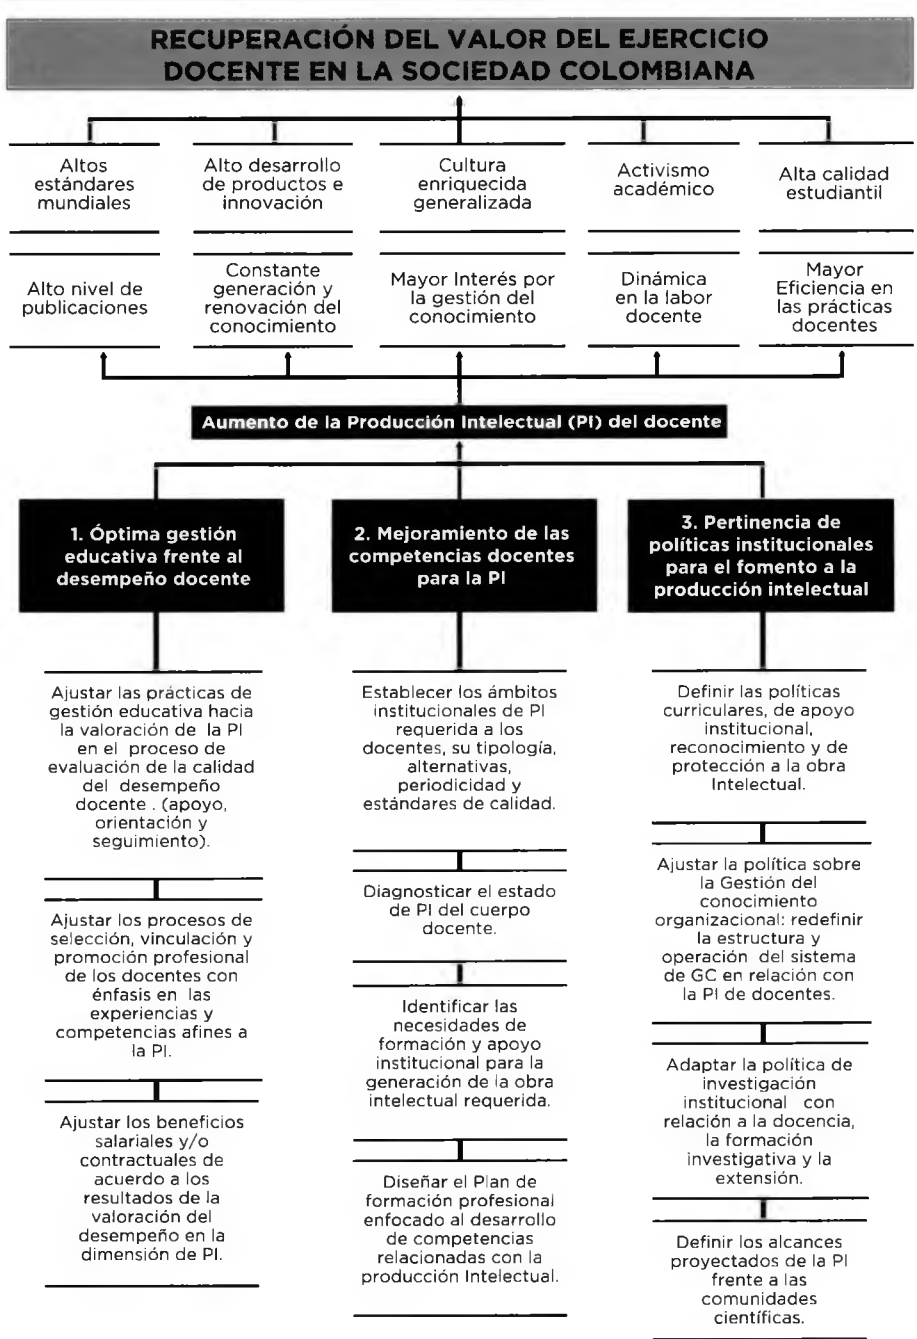 RECUPERACIÓN DEL VALOR DEL EJERCICIO
DOCENTE EN LA SOCIEDAD COLOMBIANA
Altos
estándares
mundiales
Alto desarrollo
de productos e
innovación
Cultura
enriquecida
generalizada
Activismo
académico
Alta calidad
estudiantil
Alto nivel de
publicaciones
Constante
generación y
renovación del
conocimiento
Mayor Interés por
la gestión del
conocimiento
Dinámica
en la labor
docente
Mayor
Eficiencia en
las prácticas
docentes
Aumento de la Producción Intelectual (PI) del docente
1. Óptima gestión
educativa frente al
desempeño docente
2. Mejoramiento de las
competencias docentes
para la PI
3. Pertinencia de
políticas institucionales
para el fomento a la
producción intelectual
Ajustar las prácticas de
gestión educativa hacia
la valoración de la PI
en el proceso de
evaluación de la calidad
del desempeño
docente . (apoyo,
orientación y
seguimiento).
Ajustar los procesos de
selección, vinculación y
promoción profesional
de los docentes con
énfasis en las
experiencias y
competencias afines a
la PI.
Ajustar los beneficios
salariales y/o
contractuales de
acuerdo a los
resultados de la
valoración del
desempeño en la
dimensión de PI.
Establecer los ámbitos
institucionales de PI
requerida a los
docentes, su tipología,
alternativas,
periodicidad y
estándares de calidad.
Diagnosticar el estado
de PI del cuerpo
docente.
Identificar las
necesidades de
formación y apoyo
institucional para la
generación de la obra
intelectual requerida.
Diseñar el Plan de
formación profesional
enfocado al desarrollo
de competencias
relacionadas con la
producción Intelectual.
Definir las políticas
curriculares, de apoyo
institucional,
reconocimiento y de
protección a la obra
Intelectual.
Ajustar la política sobre
la Gestión del
conocimiento
organizacional: redefinir
la estructura y
operación del sistema
de GC en relación con
la PI de docentes.
Adaptar la política de
investigación
institucional con
relación a la docencia,
la formación
investigativa y la
extensión.
Definir los alcances
proyectados de la PI
frente a las
comunidades
científicas.